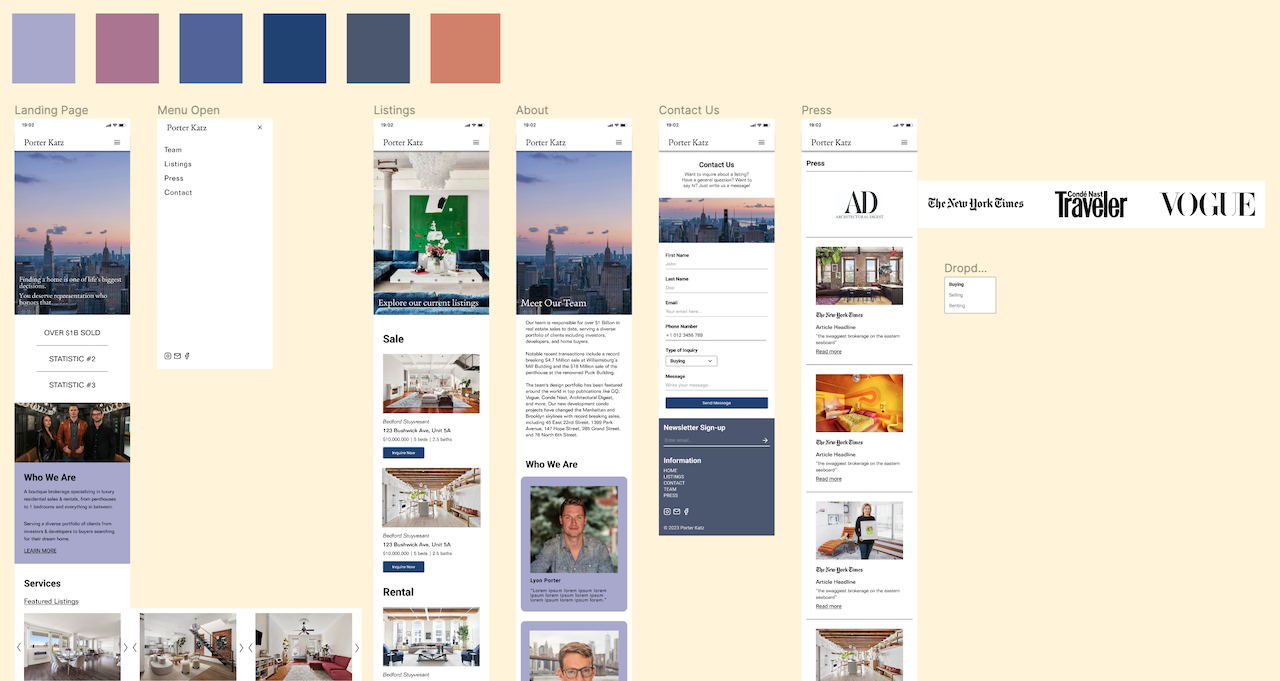 Landing Page
19:02
Porter Katz
Finding a home is one of life's biggest
decisions.
You deserve representation who
honors that.
OVER $1B SOLD
STATISTIC #2
STATISTIC #3
Who We Are
A boutique brokerage specializing in luxury
residential sales & rentals, from penthouses
to 1 bedrooms and everything in between.
Serving a diverse portfolio of clients from
investors & developers to buyers searching
for their dream home.
LEARN MORE
Services
Featured Listings
Menu Open
Porter Katz
Team
Listings
Press
Contact
Listings
19:02
Porter Katz
Explore our current listings
Sale
Bedford Stuyvesant
123 Bushwick Ave, Unit 5A
$10,000,000 | 5 beds | 2.5 baths
Inquire Now
Bedford Stuyvesant
123 Bushwick Ave, Unit 5A
$10,000,000 | 5 beds | 2.5 baths
Inquire Now
Rental
Bedford Stuyvesant
About
19:02
Porter Katz
Meet Our Team
Our team is responsible for over $1 Billion in
real estate sales to date, serving a diverse
portfolio of clients including investors,
developers, and home buyers.
Notable recent transactions include a record
breaking $4.7 Million sale at Williamsburg's
Mill Building and the $18 Million sale of the
penthouse at the renowned Puck Building.
The team's design portfolio has been featured
around the world in top publications like GQ,
Vogue, Conde Nast, Architectural Digest,
and more. Our new development condo
projects have changed the Manhattan and
Brooklyn skylines with record breaking sales,
including 45 East 22nd Street, 1399 Park
Avenue, 147 Hope Street, 285 Grand Street,
and 76 North 6th Street.
Who We Are
Lyon Porter
"Lorem ipsum lorem ipsum lorem
ipsum lorem ipsum lorem ipsum
lorem ipsum lorem ipsum."
Contact Us
19:02
Porter Katz
Contact Us
Want to inquire about a listing?
Have a general question? Want to
say hi? Just write us a message!
First Name
John
Last Name
Doe
Email
Your email here...
Phone Number
+1 012 3456 789
Type of Inquiry
Buying
Message
Write your message...
Send Message
Newsletter Sign-up
Enter email...
Information
HOME
LISTINGS
CONTACT
TEAM
PRESS
© 2023 Porter Katz
Press
19:02
Porter Katz
Press
AD
ARCHITECTURAL DIGEST
The New York Times
Condé Nast
Traveler
VOGUE
The New York Times
Article Headline
"the swaggiest brokerage on the eastern
seaboard"
Read more
The New York Times
Article Headline
"the swaggiest brokerage on the eastern
seaboard"
Read more
The New York Times
Article Headline
"the swaggiest brokerage on the eastern
seaboard"
Read more
Dropd...
Buying
Selling
Renting